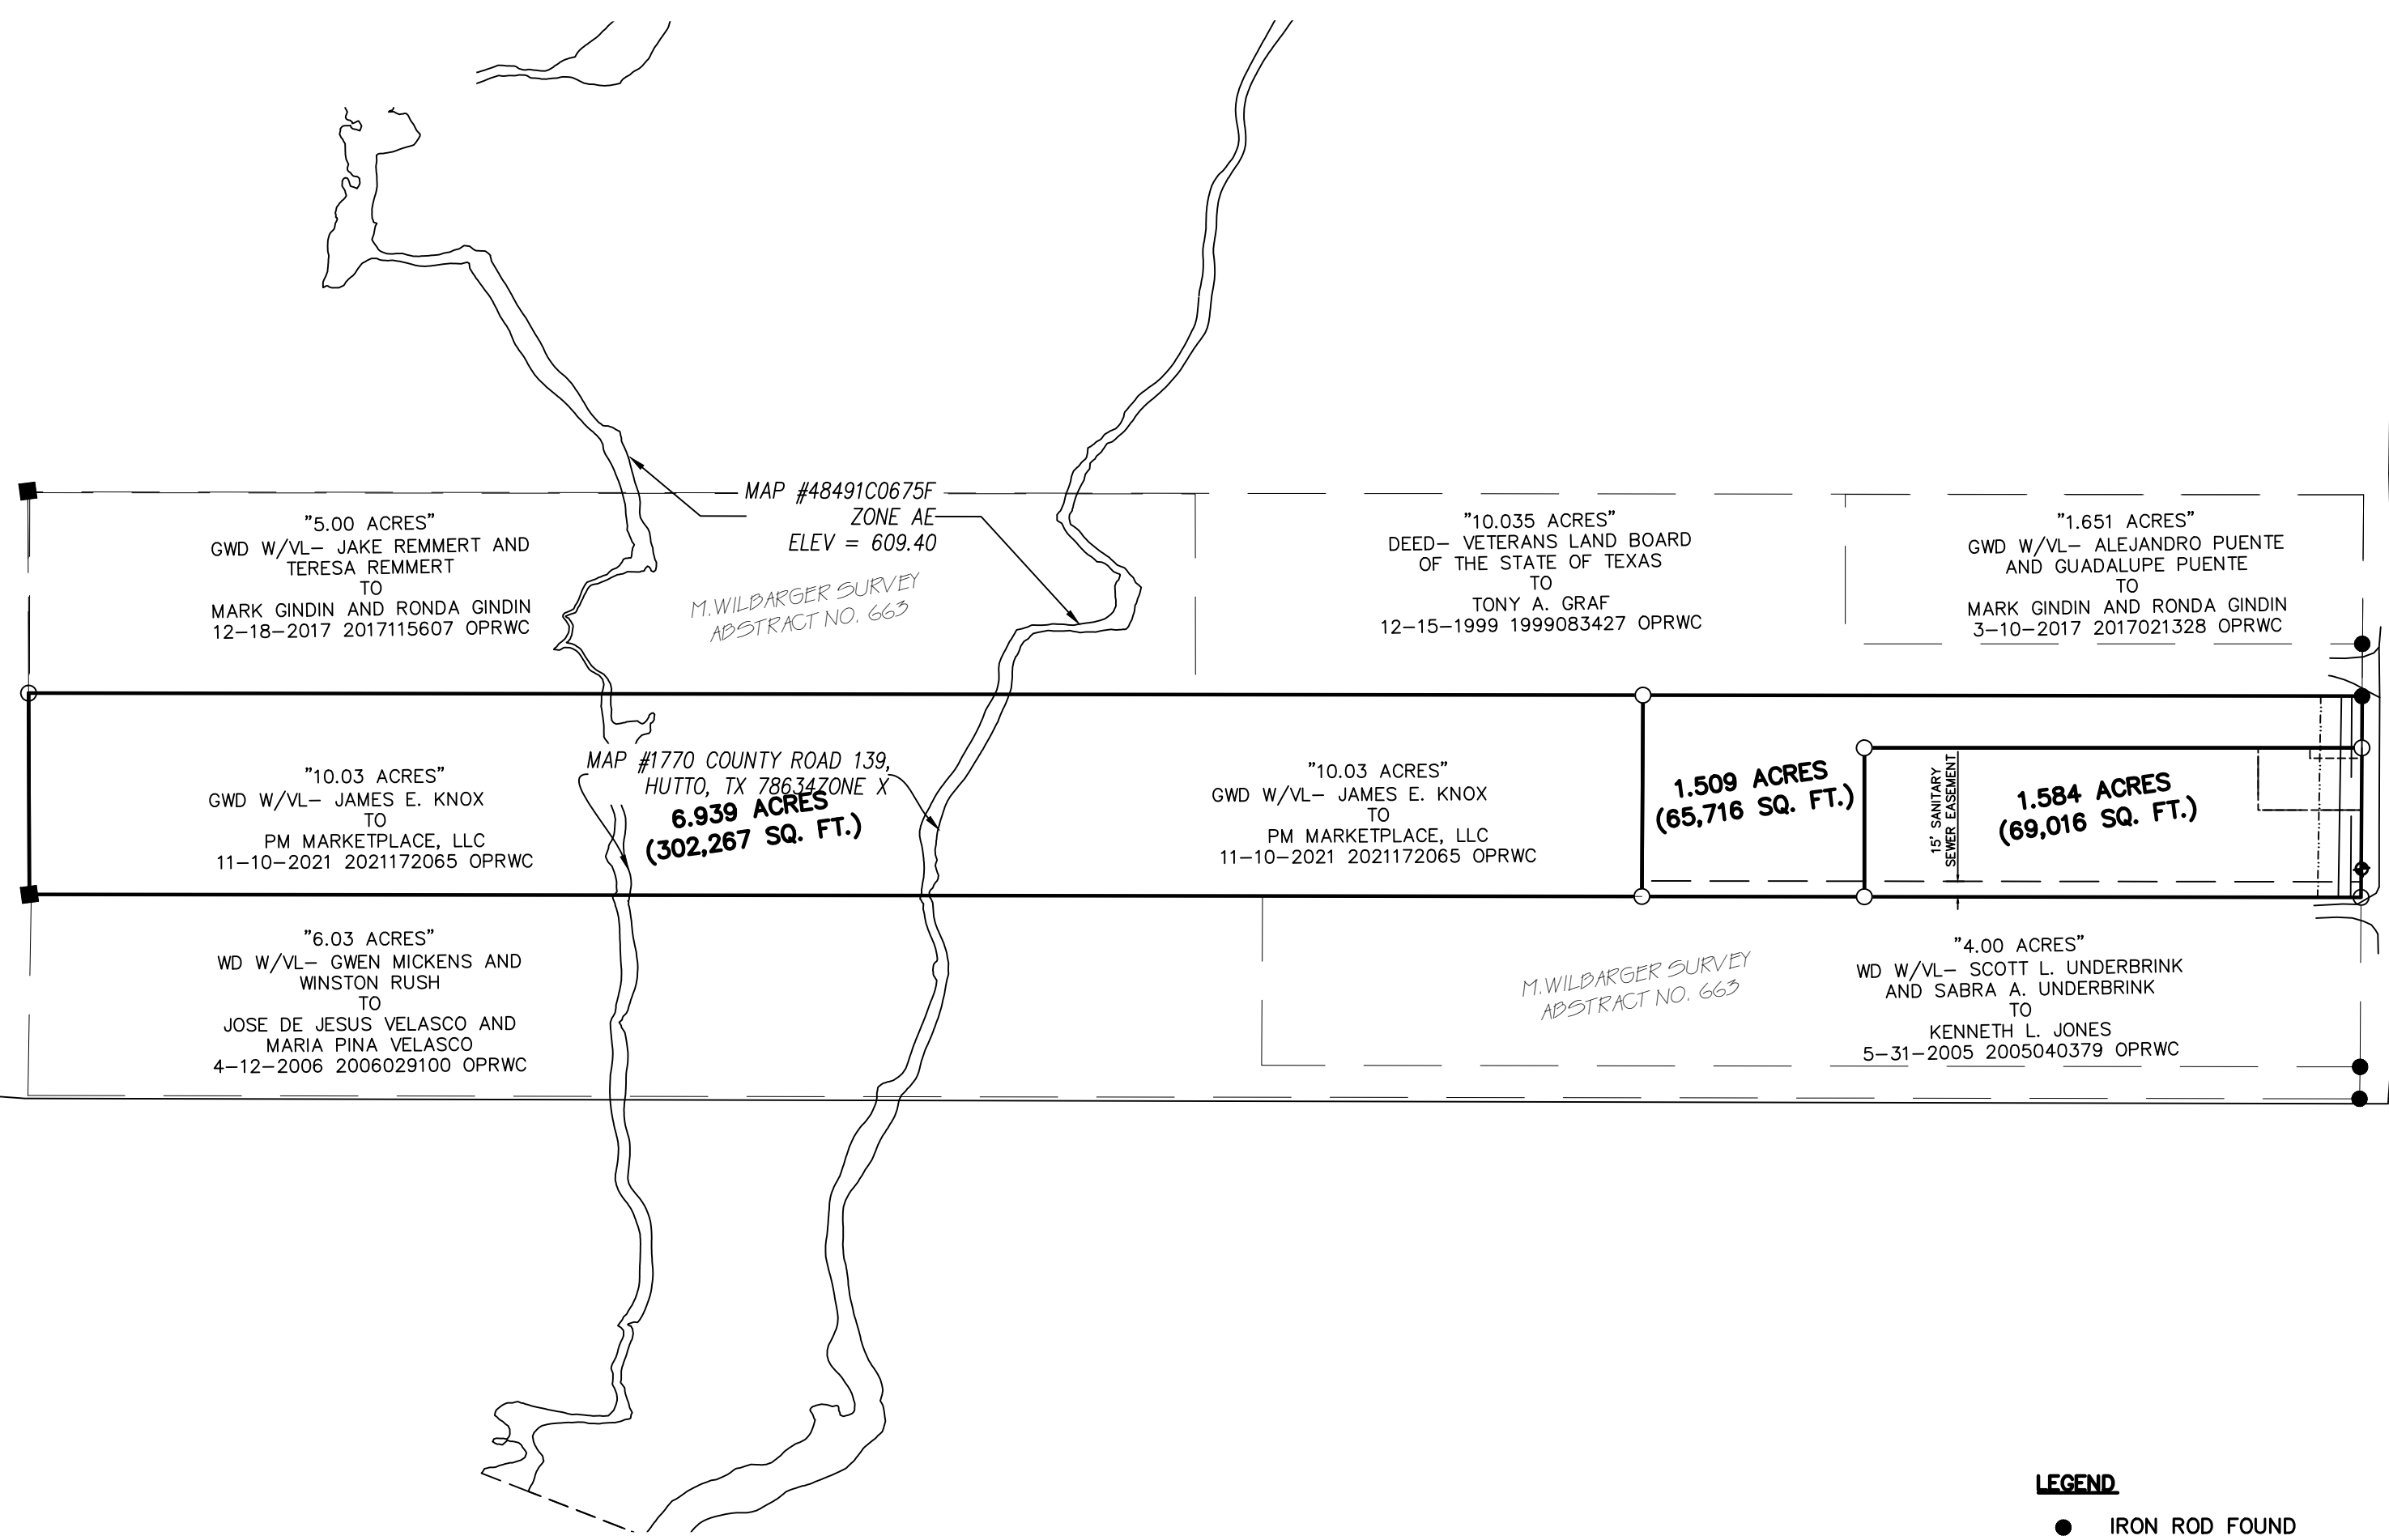 MAP #48491C0675F
ZONE AE
ELEV = 609.40
"5.00 ACRES"
GWD W/VL- JAKE REMMERT AND
TERESA REMMERT
TO
MARK GINDIN AND RONDA GINDIN
12-18-2017 2017115607 OPRWC
M. WILBARGER SURVEY
ABSTRACT NO. 663
"10.035 ACRES"
DEED- VETERANS LAND BOARD
OF THE STATE OF TEXAS
TO
TONY A. GRAF
12-15-1999 1999083427 OPRWC
"1.651 ACRES"
GWD W/VL- ALEJANDRO PUENTE
AND GUADALUPE PUENTE
TO
MARK GINDIN AND RONDA GINDIN
3-10-2017 2017021328 OPRWC
"10.03 ACRES"
GWD W/VL- JAMES E. KNOX
TO
PM MARKETPLACE, LLC
11-10-2021 2021172065 OPRWC
MAP #1770 COUNTY ROAD 139,
HUTTO, TX 78634ZONE X
6.939 ACRES
(302,267 SQ. FT.)
"10.03 ACRES"
GWD W/VL- JAMES E. KNOX
TO
PM MARKETPLACE, LLC
11-10-2021 2021172065 OPRWC
1.509 ACRES
(65,716 SQ. FT.)
15' SANITARY
SEWER EASEMENT
1.584 ACRES
(69,016 SQ. FT.)
"6.03 ACRES"
WD W/VL- GWEN MICKENS AND
WINSTON RUSH
TO
JOSE DE JESUS VELASCO AND
MARIA PINA VELASCO
4-12-2006 2006029100 OPRWC
M. WILBARGER SURVEY
ABSTRACT NO. 663
"4.00 ACRES"
WD W/VL- SCOTT L. UNDERBRINK
AND SABRA A. UNDERBRINK
TO
KENNETH L. JONES
5-31-2005 2005040379 OPRWC
LEGEND
IRON ROD FOUND